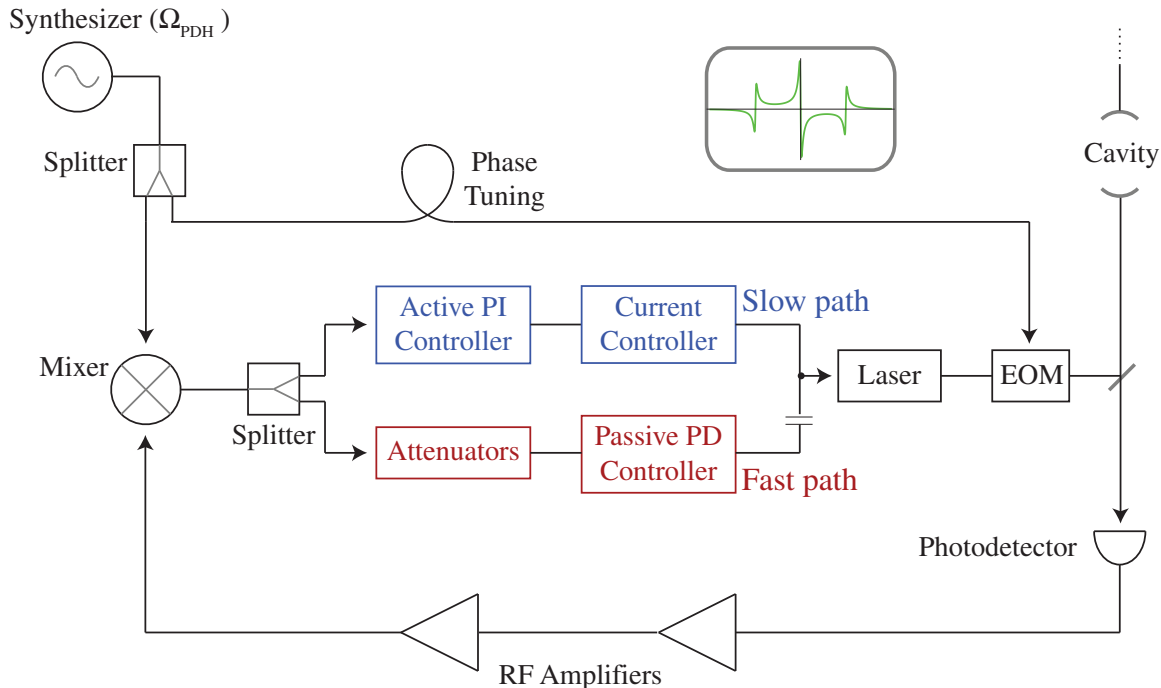 Synthesizer (Ω_PDH )
Splitter
Phase
Tuning
Cavity
Active PI
Controller
Current
Controller
Slow path
Mixer
Laser
EOM
Splitter
Attenuators
Passive PD
Controller
Fast path
Photodetector
RF Amplifiers